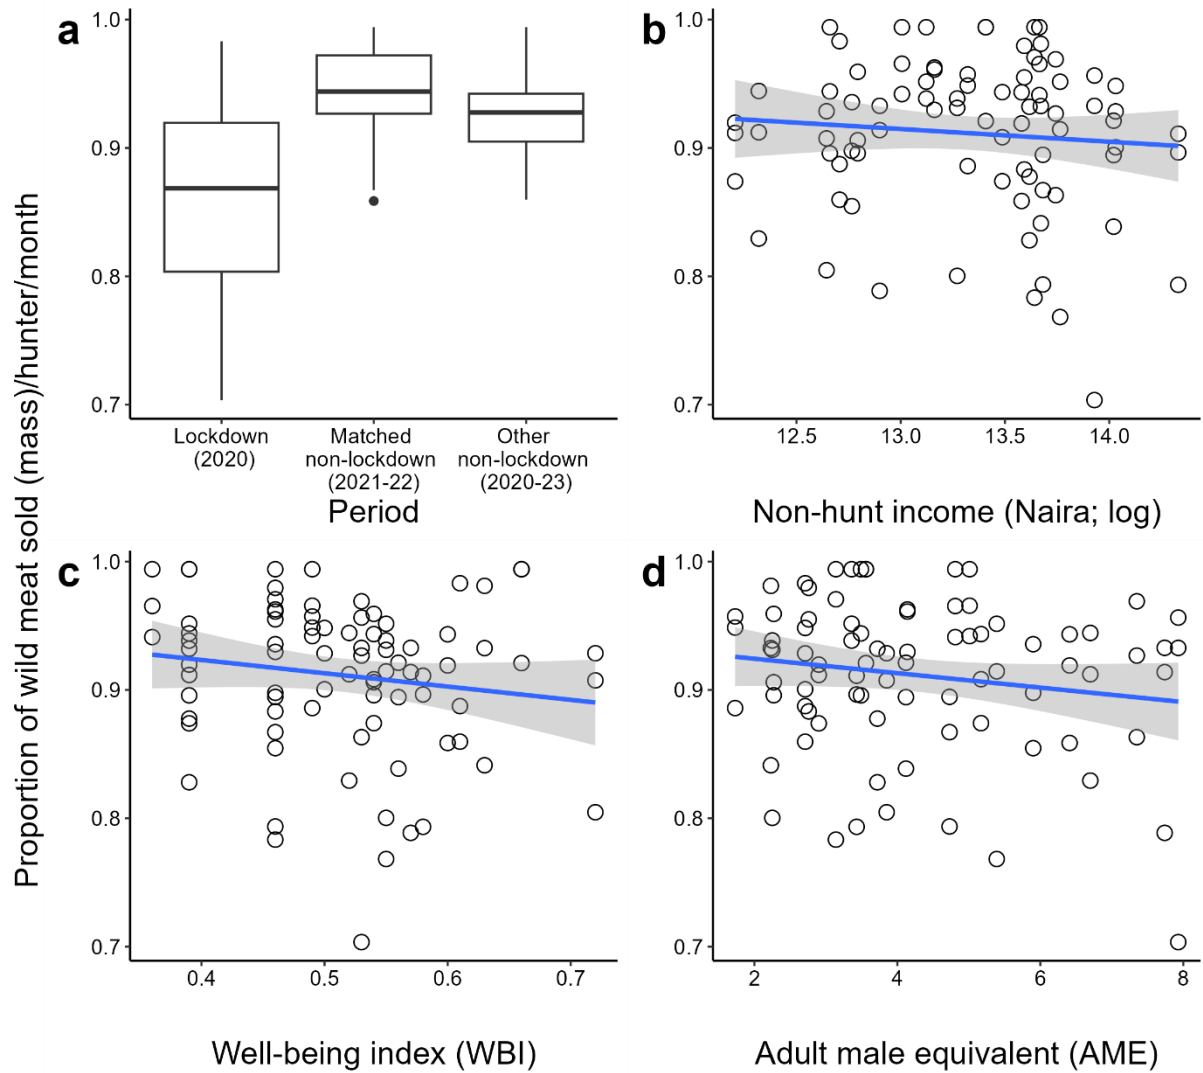 Proportion of wild meat sold (mass)/hunter/month
a
1.0
0.9
0.8
0.7
Lockdown
(2020)
Matched
non-lockdown
(2021-22)
Other
non-lockdown
(2020-23)
Period
b
1.0
0.9
0.8
0.7
12.5 13.0 13.5 14.0
Non-hunt income (Naira; log)
c
1.0
0.9
0.8
0.7
0.4 0.5 0.6 0.7
Well-being index (WBI)
d
1.0
0.9
0.8
0.7
2 4 6 8
Adult male equivalent (AME)